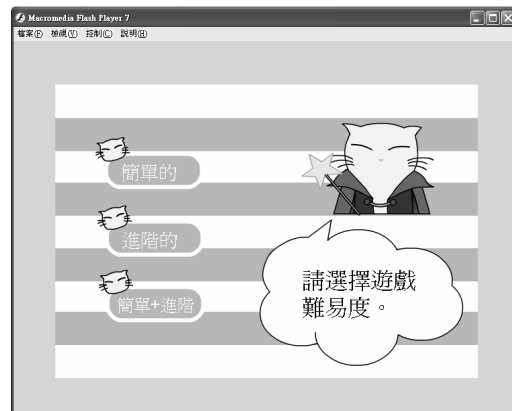 Macromedia Flash Player 7
檔案(F) 檢視(V) 控制(C) 說明(H)
簡單的
進階的
簡單+進階
請選擇遊戲
難易度。